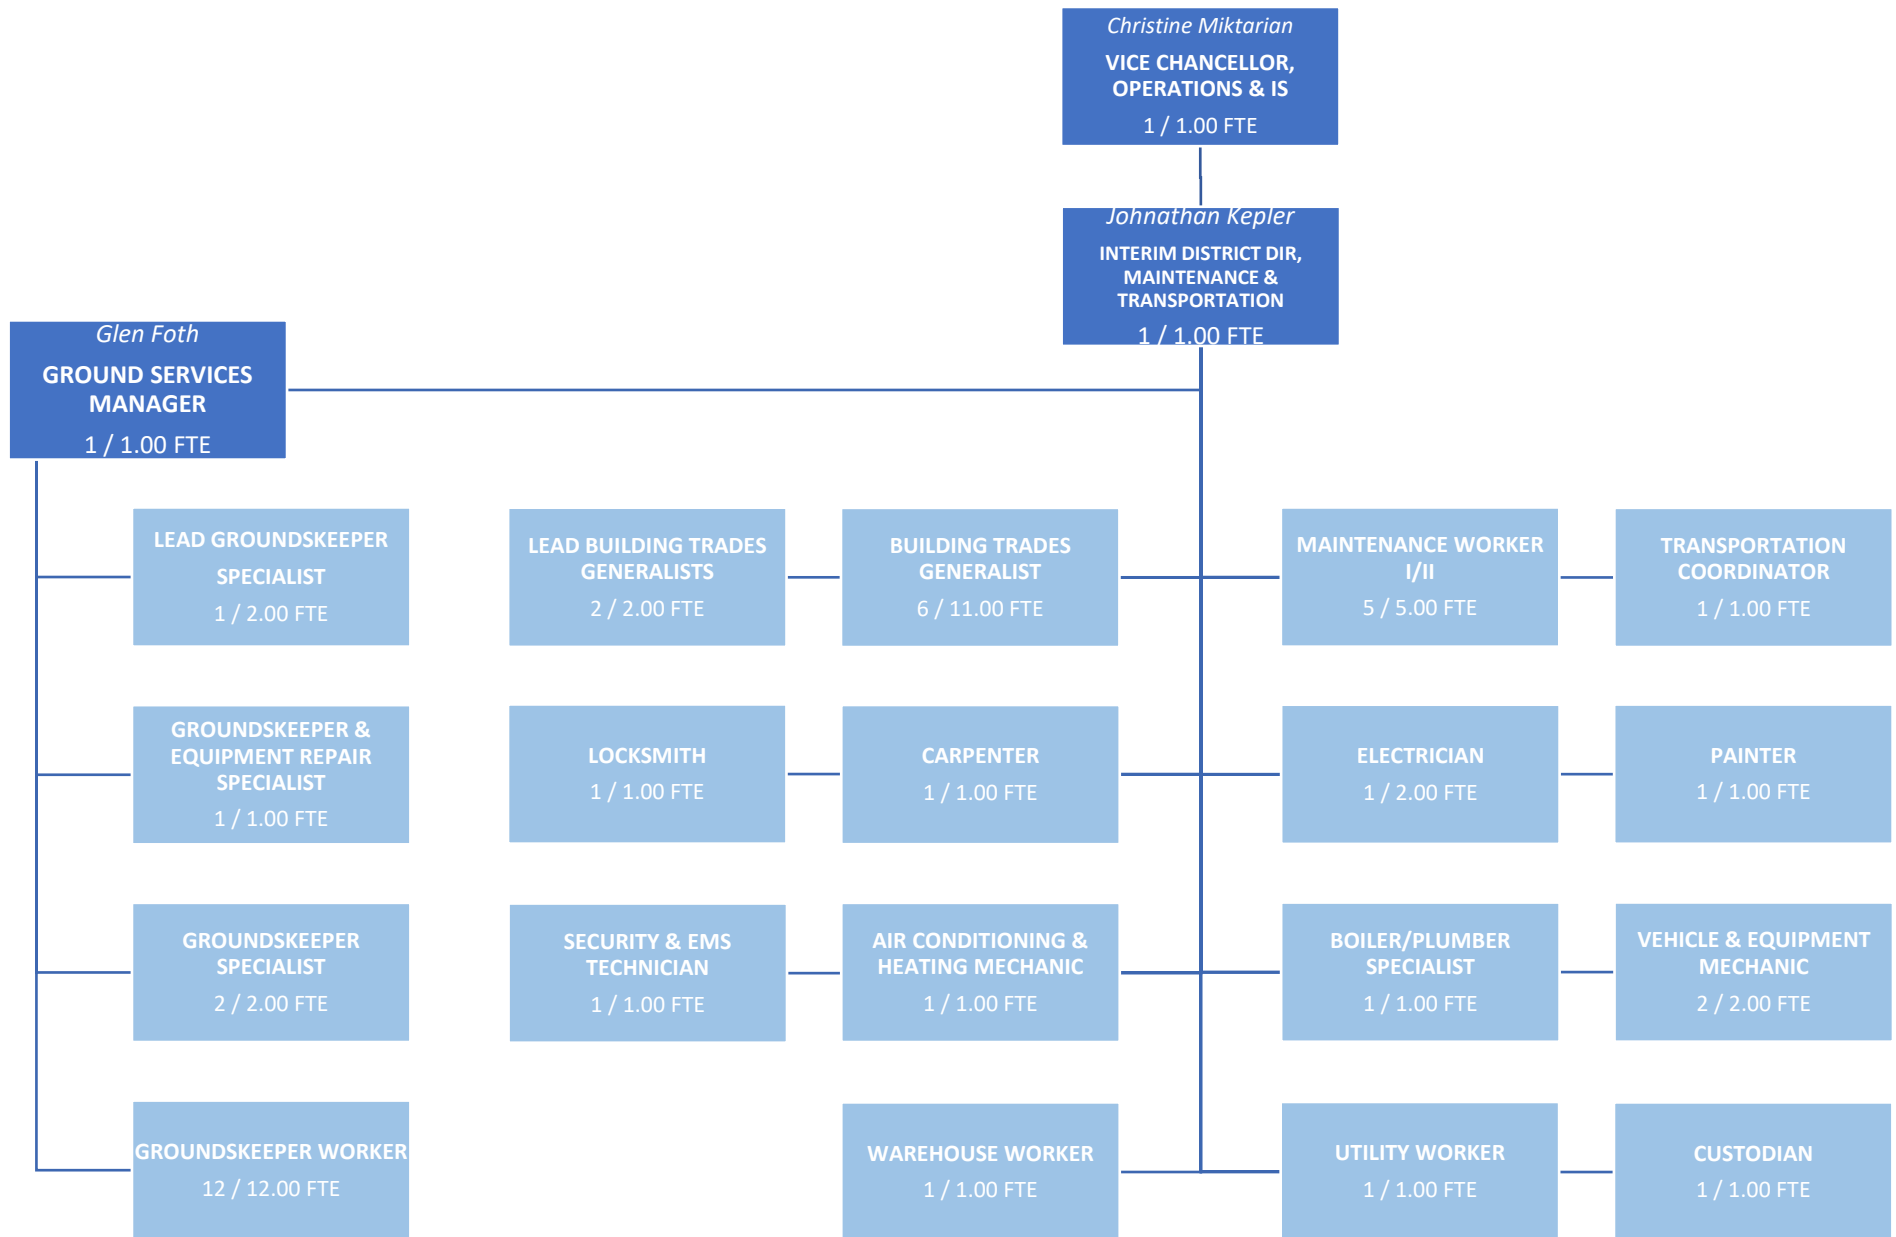 Christine Miktarian
VICE CHANCELLOR,
OPERATIONS & IS
1 / 1.00 FTE
Johnathan Kepler
INTERIM DISTRICT DIR,
MAINTENANCE &
TRANSPORTATION
1 / 1.00 FTE
Glen Foth
GROUND SERVICES
MANAGER
1 / 1.00 FTE
LEAD GROUNDSKEEPER
SPECIALIST
1 / 2.00 FTE
LEAD BUILDING TRADES
GENERALISTS
2 / 2.00 FTE
BUILDING TRADES
GENERALIST
6 / 11.00 FTE
MAINTENANCE WORKER
I/II
5 / 5.00 FTE
TRANSPORTATION
COORDINATOR
1 / 1.00 FTE
GROUNDSKEEPER &
EQUIPMENT REPAIR
SPECIALIST
1 / 1.00 FTE
LOCKSMITH
1 / 1.00 FTE
CARPENTER
1 / 1.00 FTE
ELECTRICIAN
1 / 2.00 FTE
PAINTER
1 / 1.00 FTE
GROUNDSKEEPER
SPECIALIST
2 / 2.00 FTE
SECURITY & EMS
TECHNICIAN
1 / 1.00 FTE
AIR CONDITIONING &
HEATING MECHANIC
1 / 1.00 FTE
BOILER/PLUMBER
SPECIALIST
1 / 1.00 FTE
VEHICLE & EQUIPMENT
MECHANIC
2 / 2.00 FTE
GROUNDSKEEPER WORKER
12 / 12.00 FTE
WAREHOUSE WORKER
1 / 1.00 FTE
UTILITY WORKER
1 / 1.00 FTE
CUSTODIAN
1 / 1.00 FTE